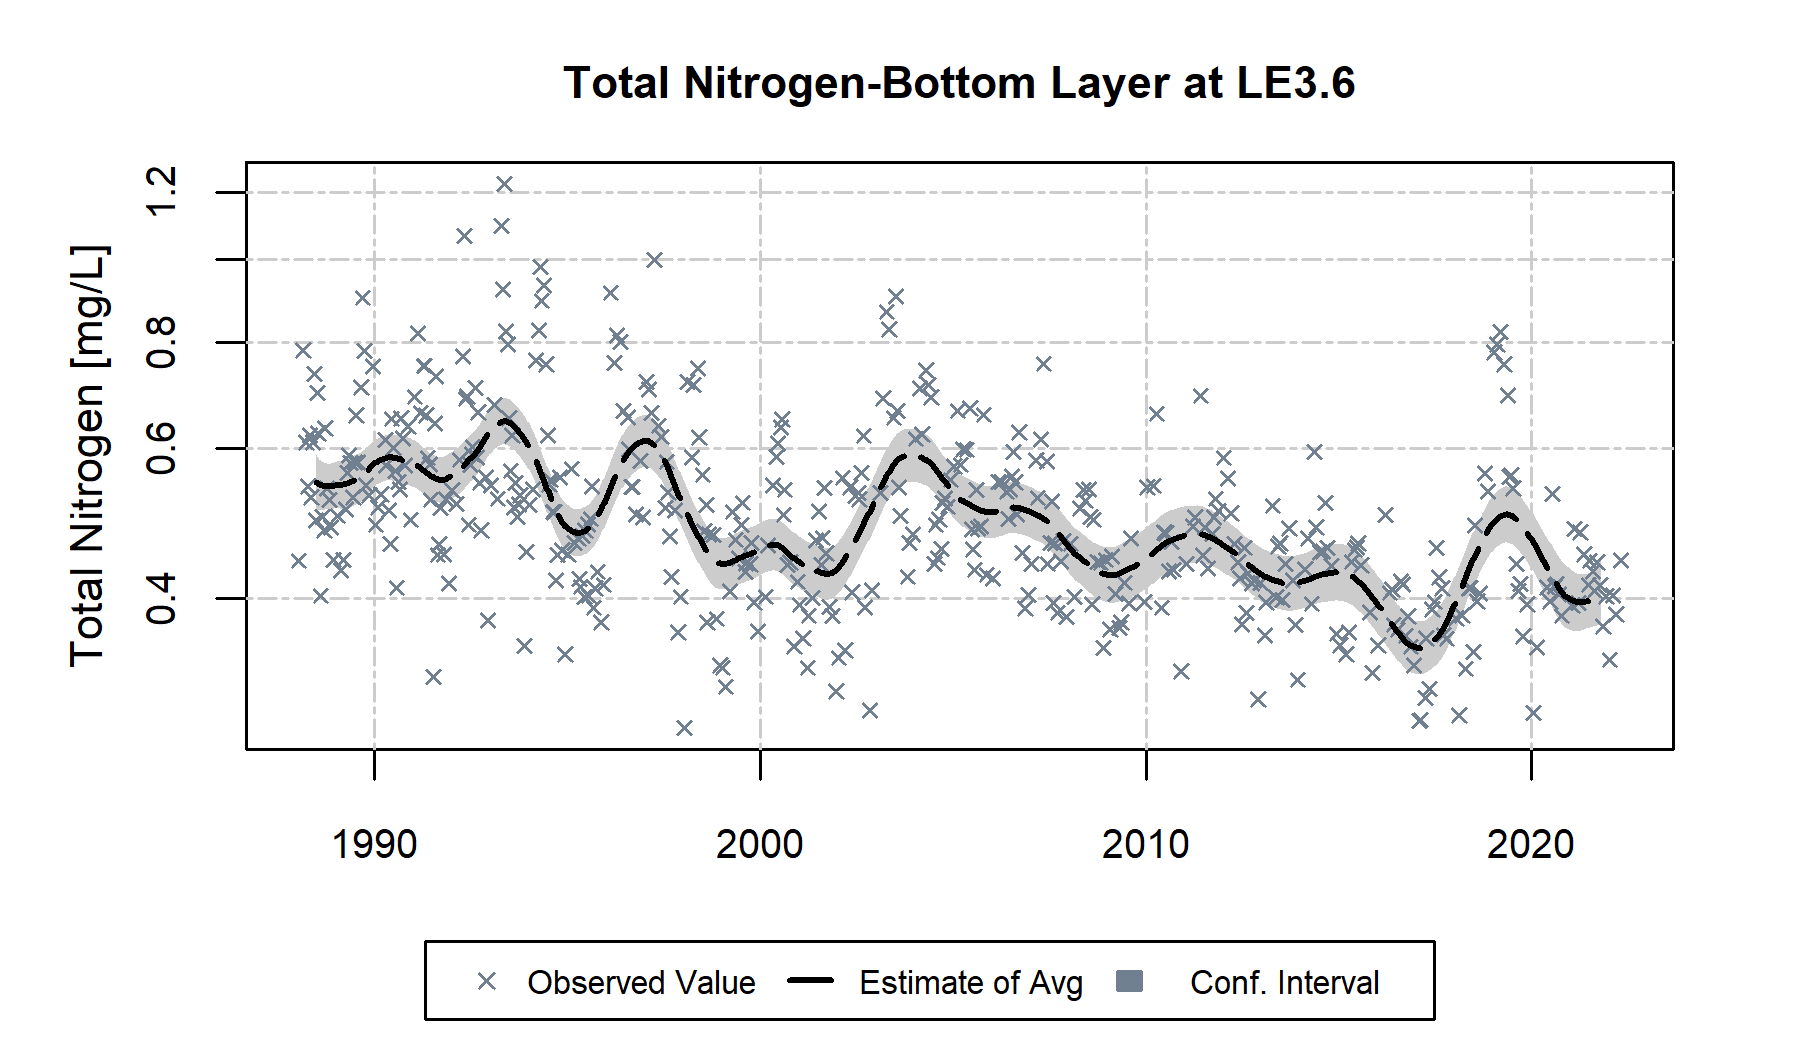 Total Nitrogen-Bottom Layer at LE3.6
Total Nitrogen [mg/L]
1.2
0.8
0.6
0.4
1990 2000 2010 2020
Observed Value Estimate of Avg Conf. Interval